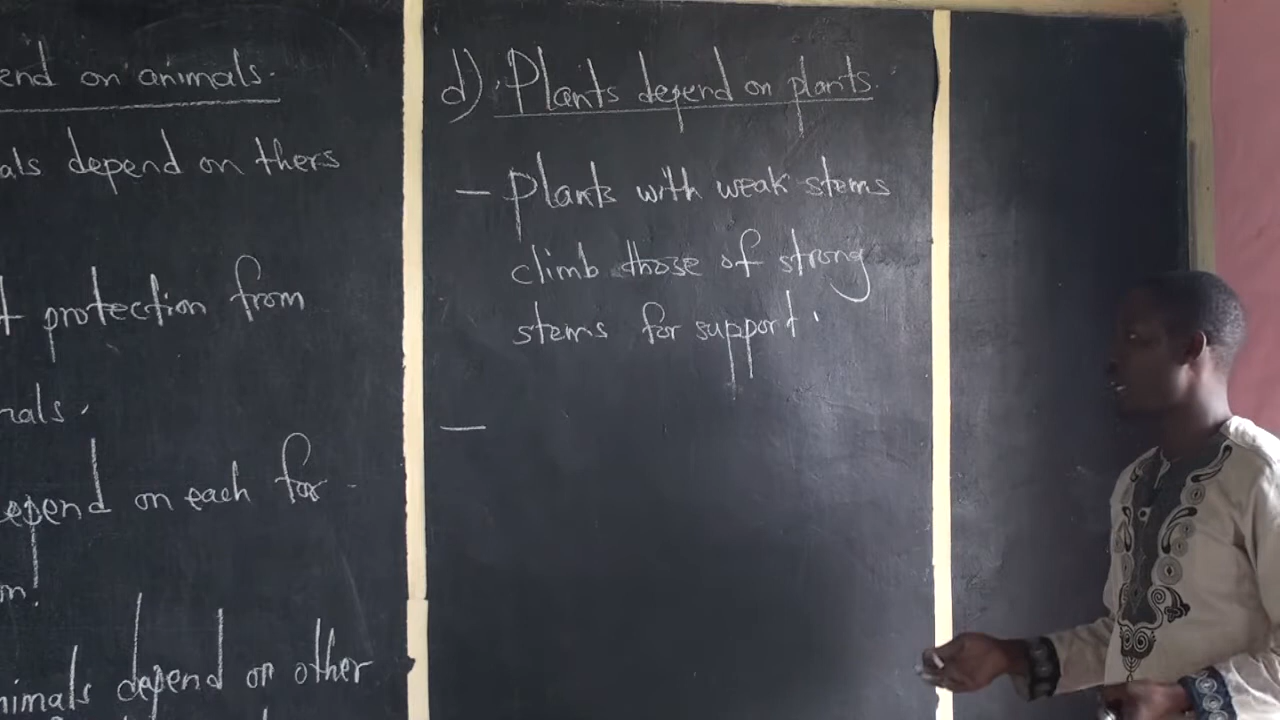 end on animals.
als depend on thers
t protection from
nals.
epend on each for
m!
nimals depend on other
d) Plants depend on plants.
- Plants with weak stems
climb those of strong
stems for support.
-